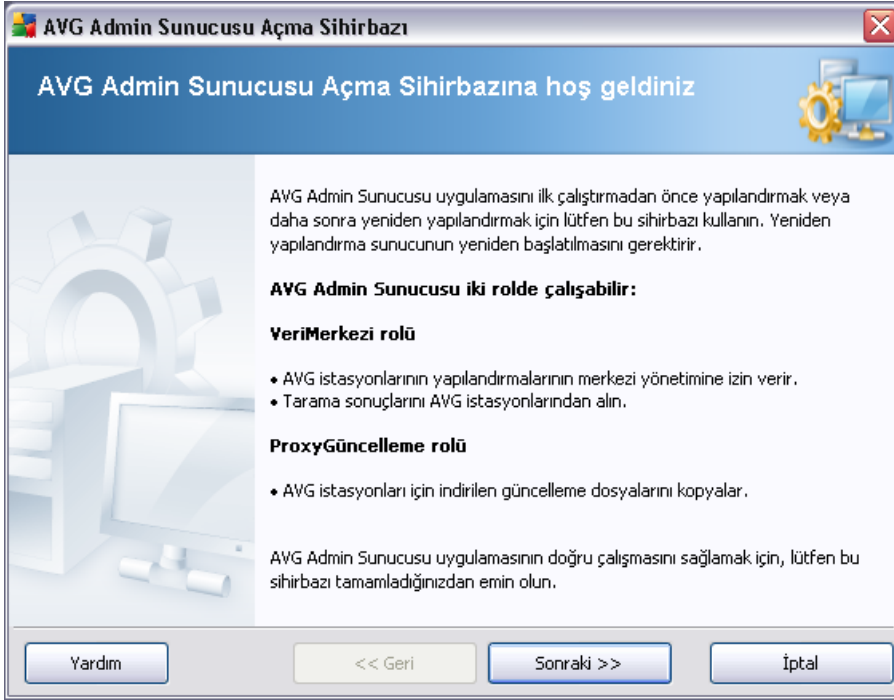 AVG Admin Sunucusu Açma Sihirbazı
AVG Admin Sunucusu Açma Sihirbazına hoş geldiniz
AVG Admin Sunucusu uygulamasını ilk çalıştırmadan önce yapılandırmak veya
daha sonra yeniden yapılandırmak için lütfen bu sihirbazı kullanın. Yeniden
yapılandırma sunucunun yeniden başlatılmasını gerektirir.
AVG Admin Sunucusu iki rolde çalışabilir:
VeriMerkezi rolü
• AVG istasyonlarının yapılandırmalarının merkezi yönetimine izin verir.
• Tarama sonuçlarını AVG istasyonlarından alın.
ProxyGüncelleme rolü
• AVG istasyonları için indirilen güncelleme dosyalarını kopyalar.
AVG Admin Sunucusu uygulamasının doğru çalışmasını sağlamak için, lütfen bu
sihirbazı tamamladığınızdan emin olun.
Yardım
<< Geri
Sonraki >>
İptal